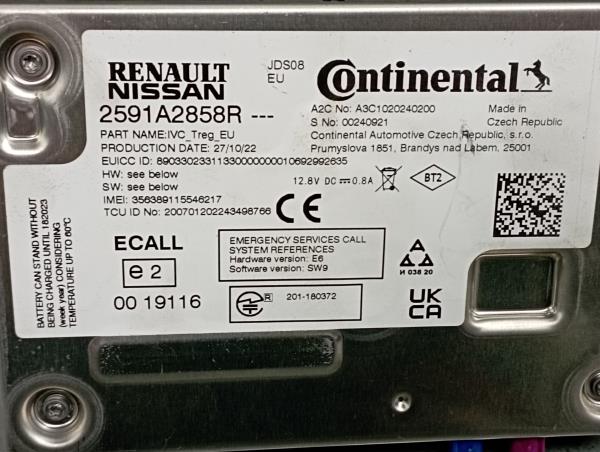 RENAULT
NISSAN
JDS08
EU
Continental
2591A2858R ---
A2C No: A3C1020240200
Made in
S No: 00240921
Czech Republic
PART NAME:IVC_Treg_EU
Continental Automotive Czech Republic, s.r.o.
PRODUCTION DATE: 27/10/22
Prumyslova 1851, Brandys nad Labem, 25001
EUICC ID: 89033023311330000000010692992635
HW: see below
SW: see below
12.8V DC 0.8A
BT2
IMEI: 356389115546217
TCU ID No: 200701202243498766
CE
BATTERY CAN STAND WITHOUT
BEING CHARGED UNTIL 182023
(week year) CONSIDERING
TEMPERATURE UP TO 60°C
ECALL
e2
00 19116
EMERGENCY SERVICES CALL
SYSTEM REFERENCES
Hardware version: E6
Software version: SW9
R 201-180372
И 038 20
UK
CA